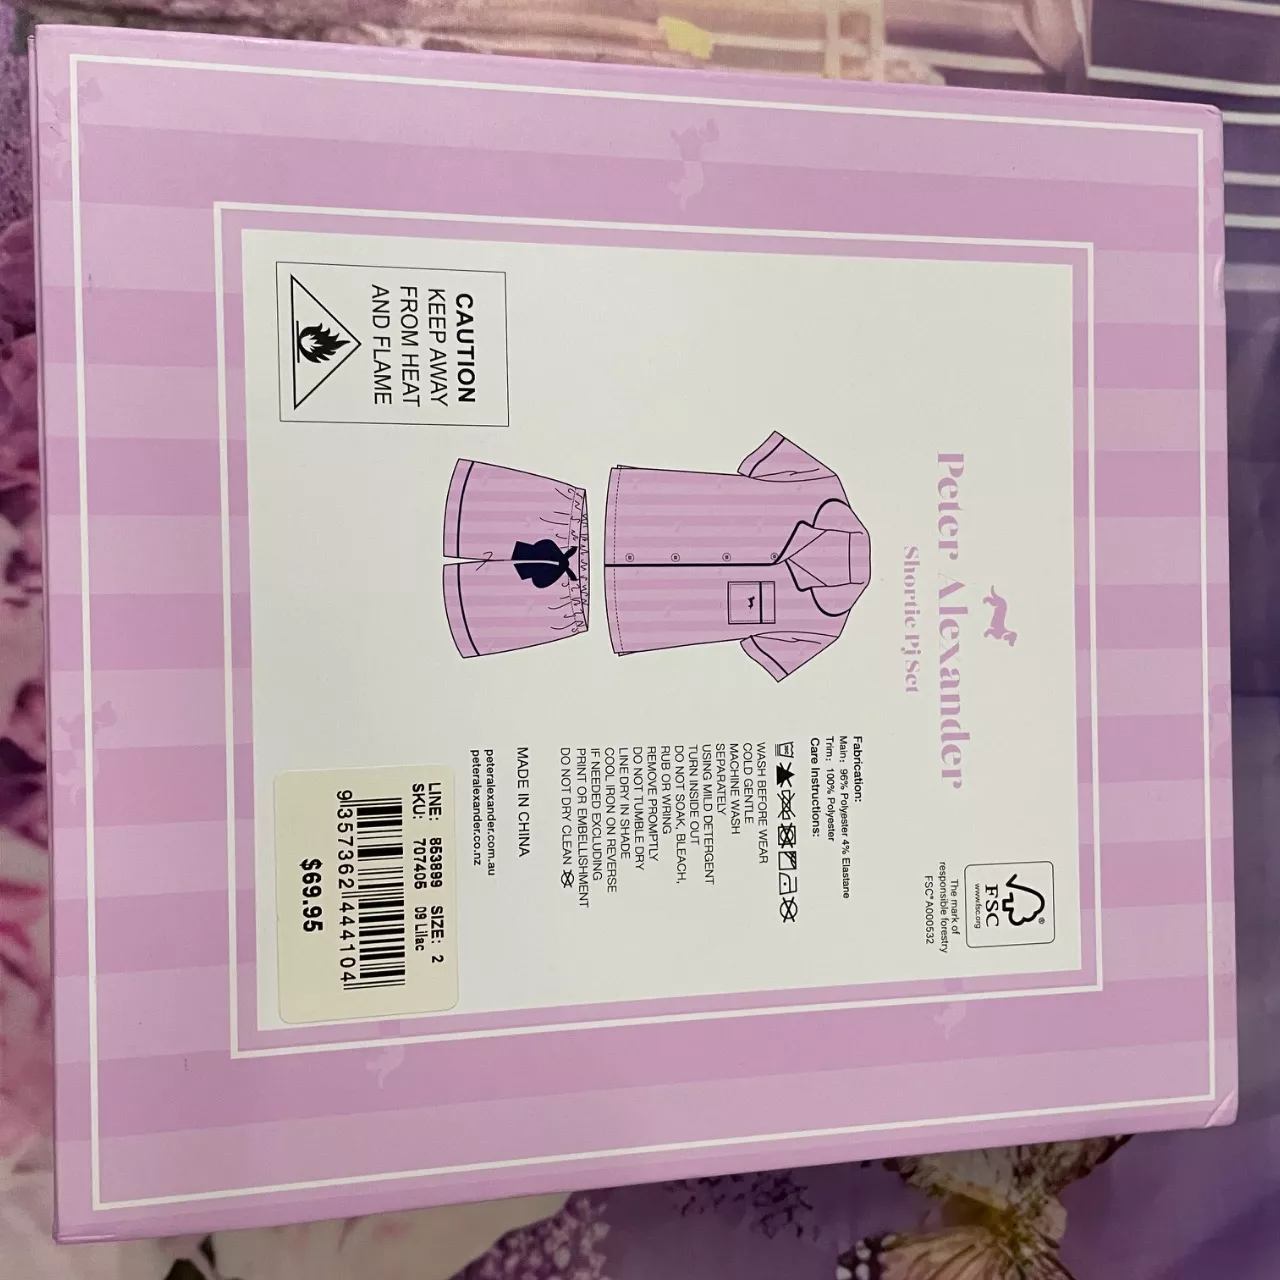 Peter Alexander
Shortie Pj Set
FSC
www.fsc.org
The mark of
responsible forestry
FSC® A000532
Fabrication:
Main: 96% Polyester 4% Elastane
Trim: 100% Polyester
Care Instructions:
WASH BEFORE WEAR
COLD GENTLE
MACHINE WASH
SEPARATELY
USING MILD DETERGENT
TURN INSIDE OUT
DO NOT SOAK, BLEACH,
RUB OR WRING
REMOVE PROMPTLY
DO NOT TUMBLE DRY
LINE DRY IN SHADE
COOL IRON ON REVERSE
IF NEEDED EXCLUDING
PRINT OR EMBELLISHMENT
DO NOT DRY CLEAN
MADE IN CHINA
peteralexander.com.au
peteralexander.co.nz
CAUTION
KEEP AWAY
FROM HEAT
AND FLAME
LINE: 853899 SIZE: 2
SKU: 707405 09 Lilac
9357362444104
$69.95